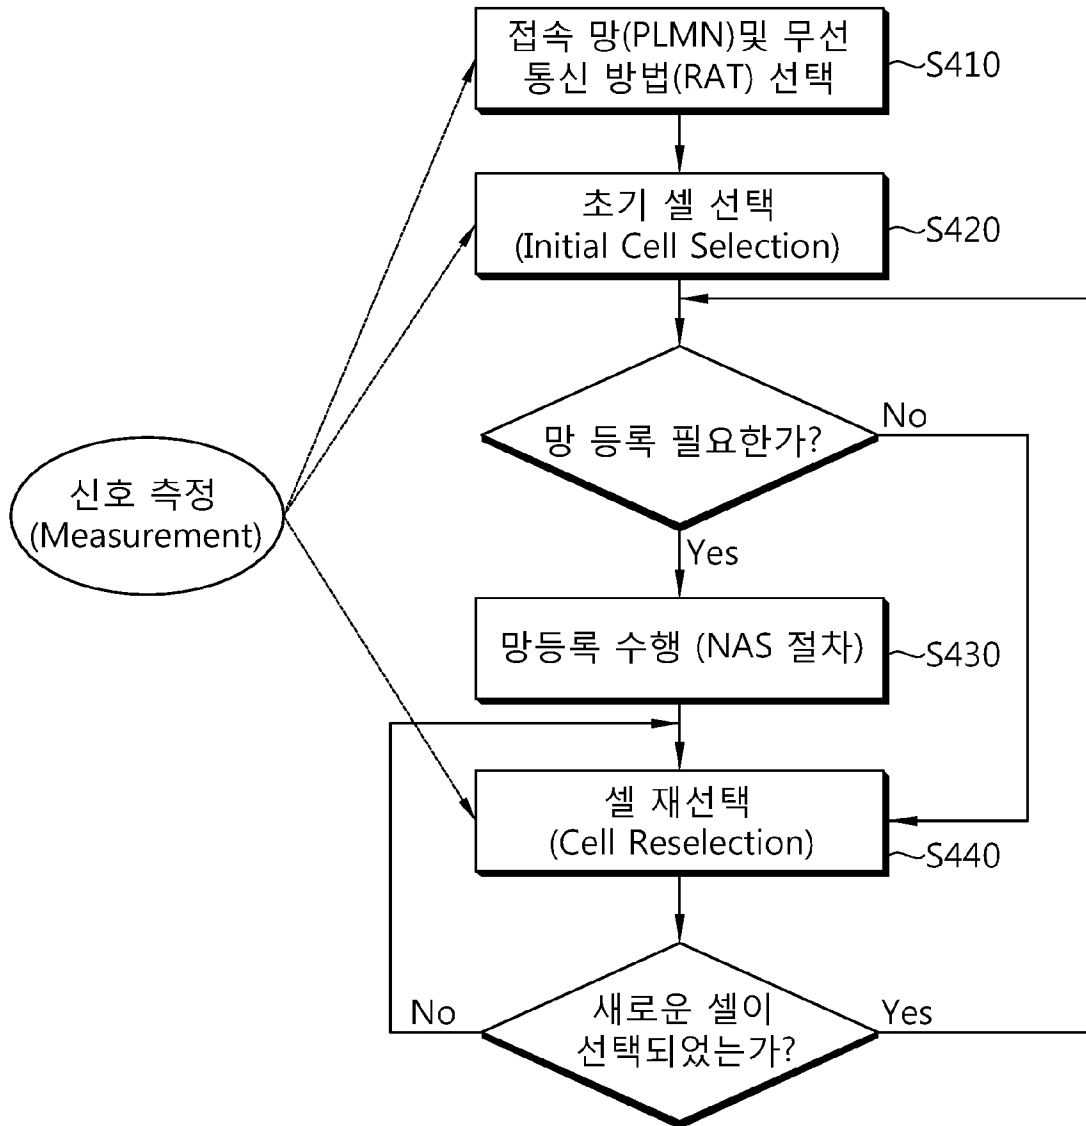 접속 망(PLMN)및 무선
통신 방법(RAT) 선택
S410
초기 셀 선택
(Initial Cell Selection)
S420
망 등록 필요한가?
No
신호 측정
(Measurement)
Yes
망등록 수행 (NAS 절차)
S430
셀 재선택
(Cell Reselection)
S440
No
새로운 셀이
선택되었는가?
Yes